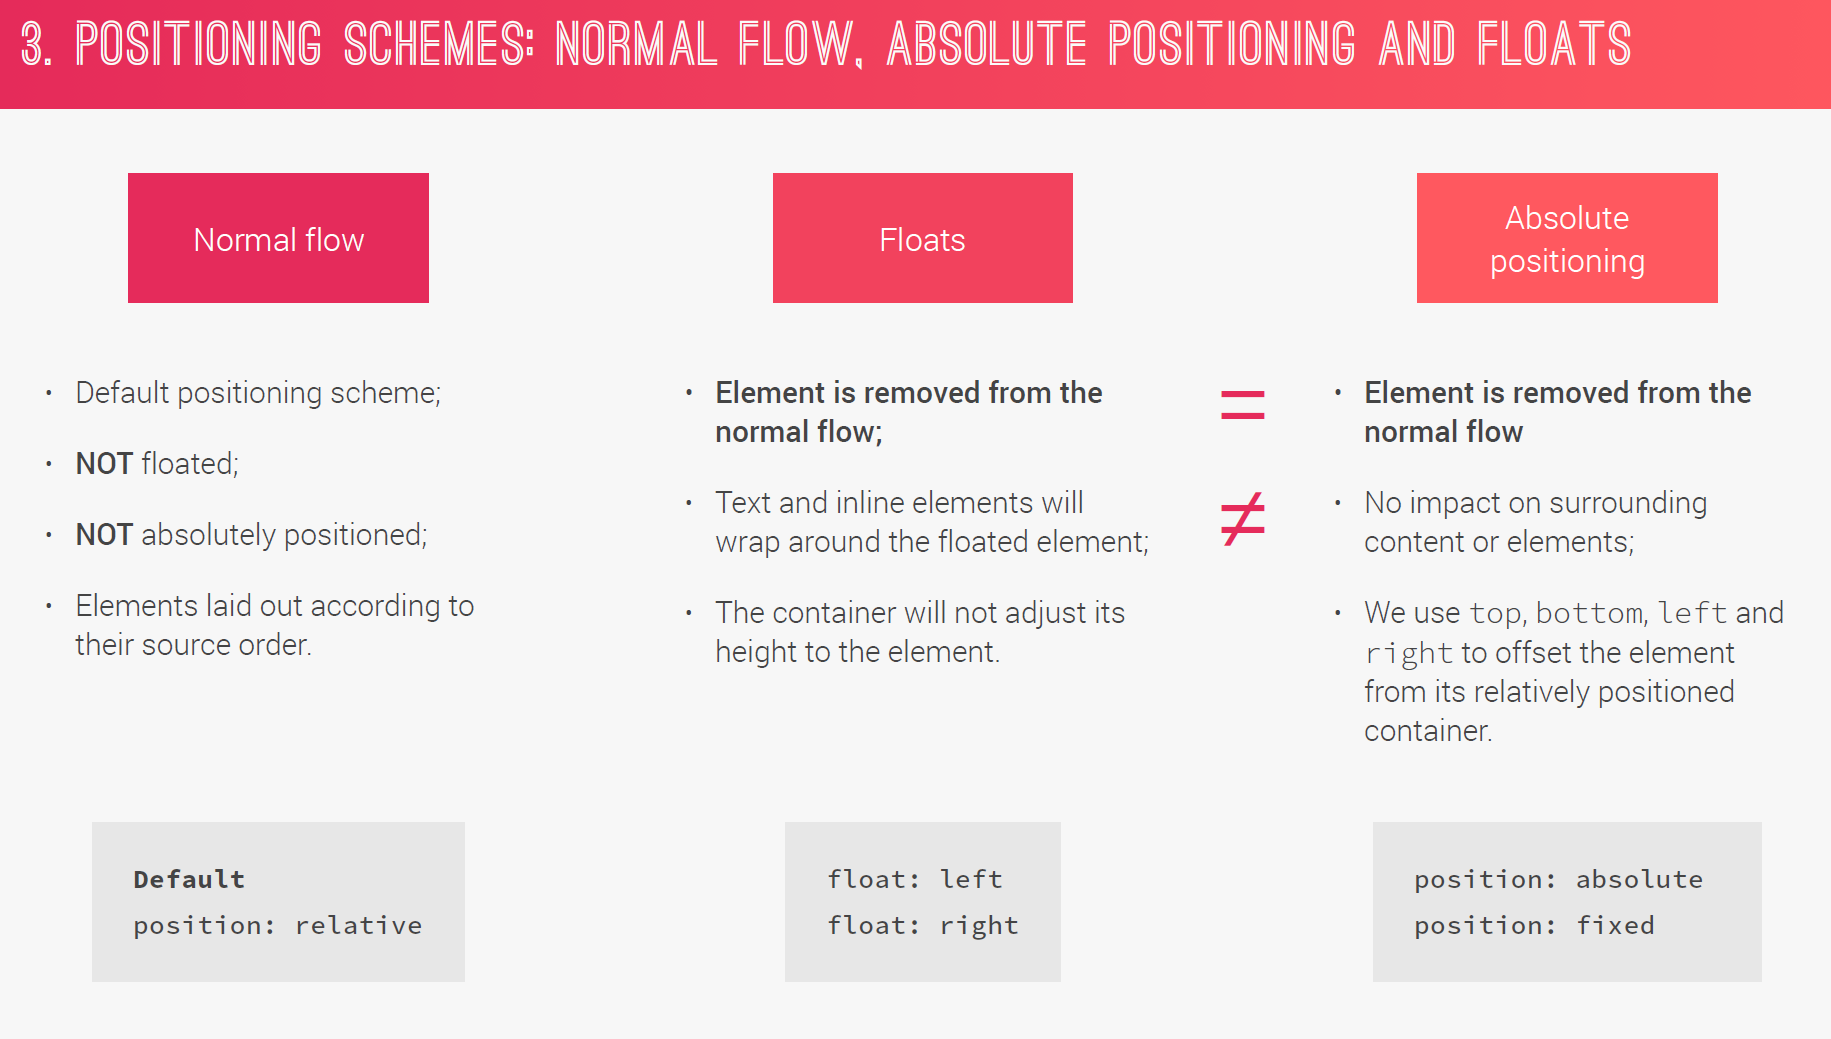 3. POSITIONING SCHEMES: NORMAL FLOW, ABSOLUTE POSITIONING AND FLOATS
Normal flow
• Default positioning scheme;
• NOT floated;
• NOT absolutely positioned;
• Elements laid out according to
their source order.
Default
position: relative
Floats
• Element is removed from the
normal flow;
• Text and inline elements will
wrap around the floated element;
• The container will not adjust its
height to the element.
float: left
float: right
=
≠
Absolute
positioning
• Element is removed from the
normal flow
• No impact on surrounding
content or elements;
• We use top, bottom, left and
right to offset the element
from its relatively positioned
container.
position: absolute
position: fixed